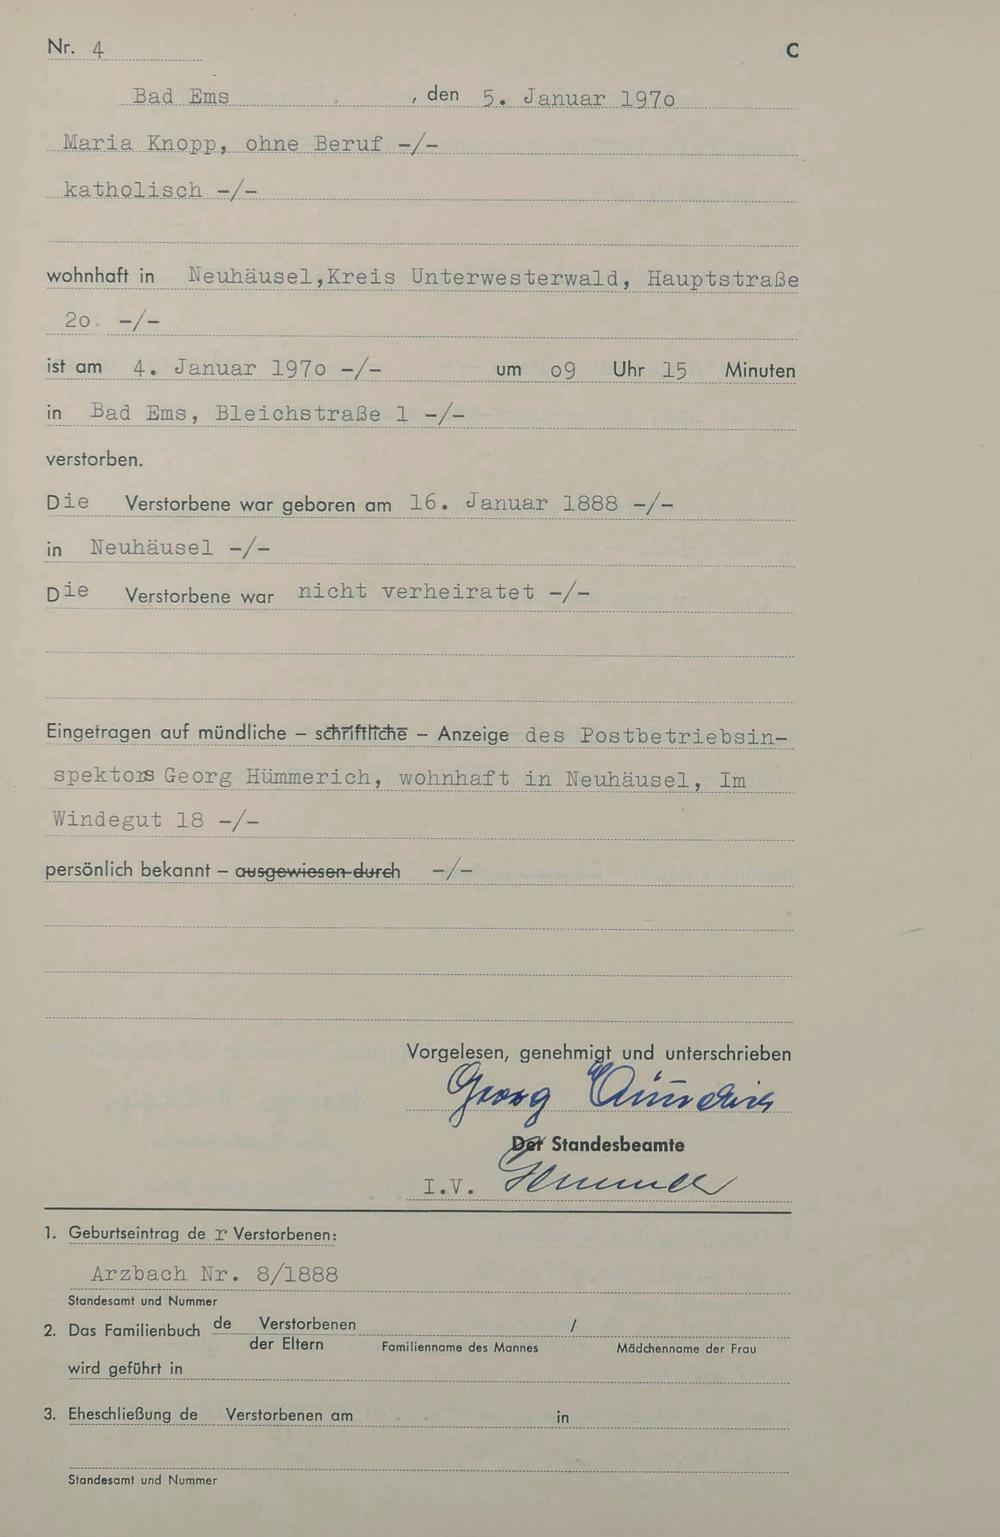 Nr. 4 C
Bad Ems , den 5. Januar 197o
Maria Knopp, ohne Beruf -/-
katholisch -/-
wohnhaft in Neuhäusel,Kreis Unterwesterwald, Hauptstraße
2o. -/-
ist am 4. Januar 197o -/- um o9 Uhr 15 Minuten
in Bad Ems, Bleichstraße 1 -/-
verstorben.
Die Verstorbene war geboren am 16. Januar 1888 -/-
in Neuhäusel -/-
Die Verstorbene war nicht verheiratet -/-
Eingetragen auf mündliche – schriftliche – Anzeige des Postbetriebsin-
spektors Georg Hümmerich, wohnhaft in Neuhäusel, Im
Windegut 18 -/-
persönlich bekannt – ausgewiesen durch -/-
Vorgelesen, genehmigt und unterschrieben
Georg
Der Standesbeamte
I.V.
1. Geburtseintrag de r Verstorbenen:
Arzbach Nr. 8/1888
Standesamt und Nummer
2. Das Familienbuch de Verstorbenen /
der Eltern Familienname des Mannes Mädchenname der Frau
wird geführt in
3. Eheschließung de Verstorbenen am in
Standesamt und Nummer